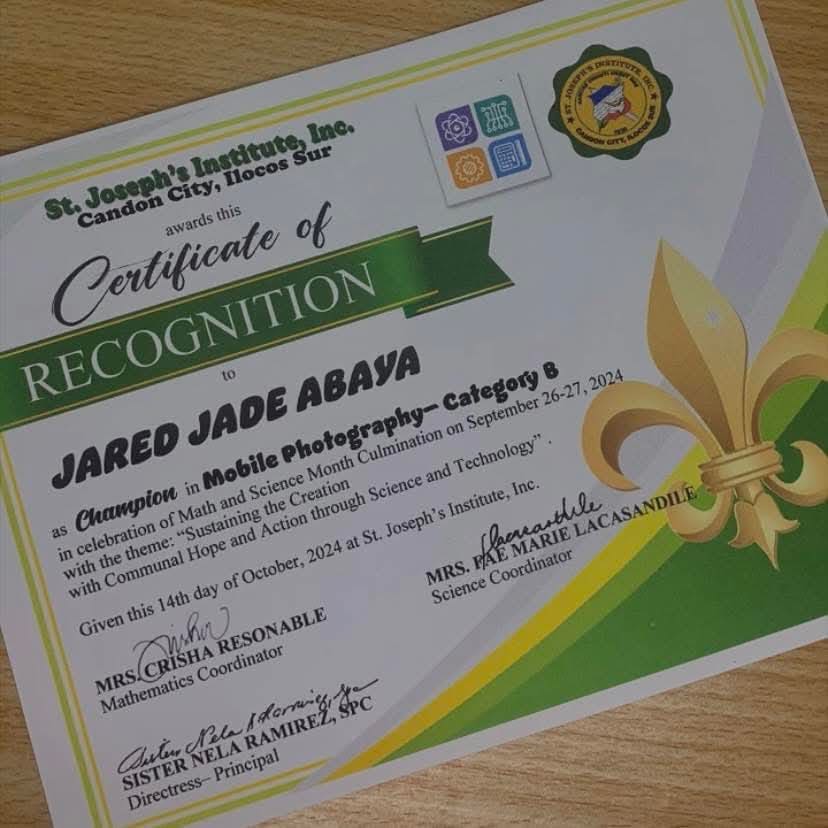 St. Joseph's Institute, Inc.
Candon City, Ilocos Sur
awards this
Certificate of
RECOGNITION
to
JARED JADE ABAYA
as Champion in Mobile Photography– Category B
in celebration of Math and Science Month Culmination on September 26-27, 2024
with the theme: “Sustaining the Creation
with Communal Hope and Action through Science and Technology” .
Given this 14th day of October, 2024 at St. Joseph’s Institute, Inc.
MRS. CRISHA RESONABLE
Mathematics Coordinator
MRS. RAE MARIE LACASANDILE
Science Coordinator
SISTER NELA RAMIREZ, SPC
Directress– Principal
ST. JOSEPH'S INSTITUTE, INC.
CANDON CITY, ILOCOS SUR